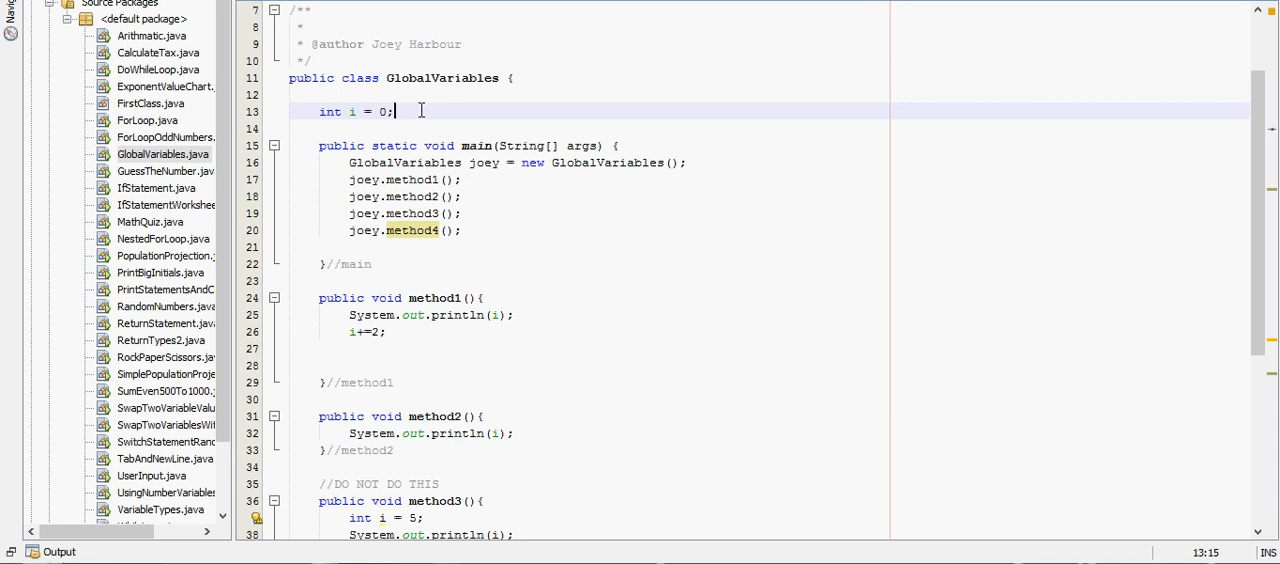 Navig
Source Packages
<default package>
Arithmatic.java
CalculateTax.java
DoWhileLoop.java
ExponentValueChart.
FirstClass.java
ForLoop.java
ForLoopOddNumbers.
GlobalVariables.java
GuessTheNumber.java
IfStatement.java
IfStatementWorkshee
MathQuiz.java
NestedForLoop.java
PopulationProjection.
PrintBigInitials.java
PrintStatementsAndC
RandomNumbers.java
ReturnStatement.java
ReturnTypes2.java
RockPaperScissors.ja
SimplePopulationProje
SumEven500To1000.j
SwapTwoVariableValu
SwapTwoVariablesWit
SwitchStatementRand
TabAndNewLine.java
UserInput.java
UsingNumberVariables
VariableTypes.java
7 /**
8 *
9 * @author Joey Harbour
10 */
11 public class GlobalVariables {
12
13 int i = 0;
14
15 public static void main(String[] args) {
16 GlobalVariables joey = new GlobalVariables();
17 joey.method1();
18 joey.method2();
19 joey.method3();
20 joey.method4();
21
22 }//main
23
24 public void method1(){
25 System.out.println(i);
26 i+=2;
27
28
29 }//method1
30
31 public void method2(){
32 System.out.println(i);
33 }//method2
34
35 //DO NOT DO THIS
36 public void method3(){
int i = 5;
38 System.out.println(i);
Output
13:15
INS